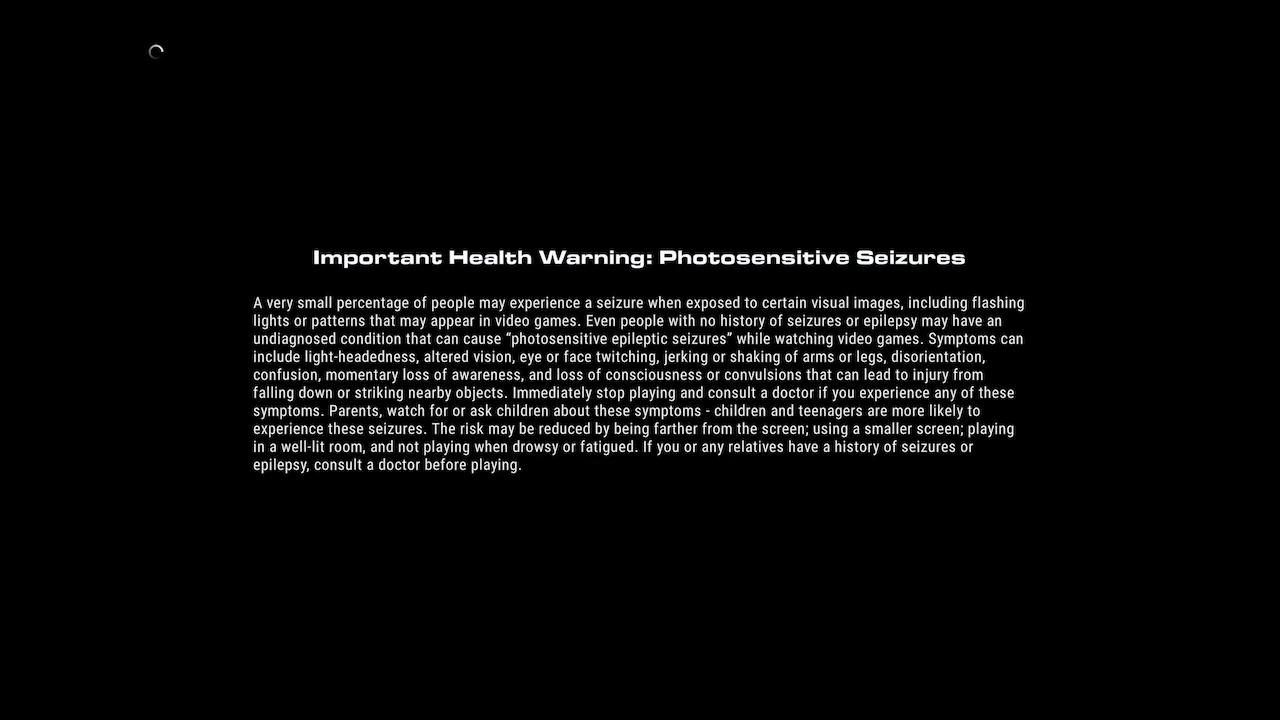 Important Health Warning: Photosensitive Seizures
A very small percentage of people may experience a seizure when exposed to certain visual images, including flashing
lights or patterns that may appear in video games. Even people with no history of seizures or epilepsy may have an
undiagnosed condition that can cause “photosensitive epileptic seizures” while watching video games. Symptoms can
include light-headedness, altered vision, eye or face twitching, jerking or shaking of arms or legs, disorientation,
confusion, momentary loss of awareness, and loss of consciousness or convulsions that can lead to injury from
falling down or striking nearby objects. Immediately stop playing and consult a doctor if you experience any of these
symptoms. Parents, watch for or ask children about these symptoms - children and teenagers are more likely to
experience these seizures. The risk may be reduced by being farther from the screen; using a smaller screen; playing
in a well-lit room, and not playing when drowsy or fatigued. If you or any relatives have a history of seizures or
epilepsy, consult a doctor before playing.